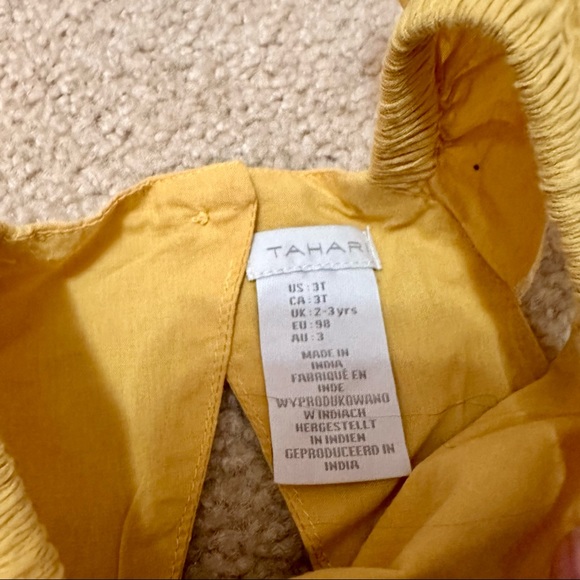 TAHARI
US : 3T
CA : 3T
UK : 2-3 yrs
EU : 98
AU : 3
MADE IN
INDIA
FABRIQUÉ EN
INDE
WYPRODUKOWANO
W INDIACH
HERGESTELLT
IN INDIEN
GEPRODUCEERD IN
INDIA